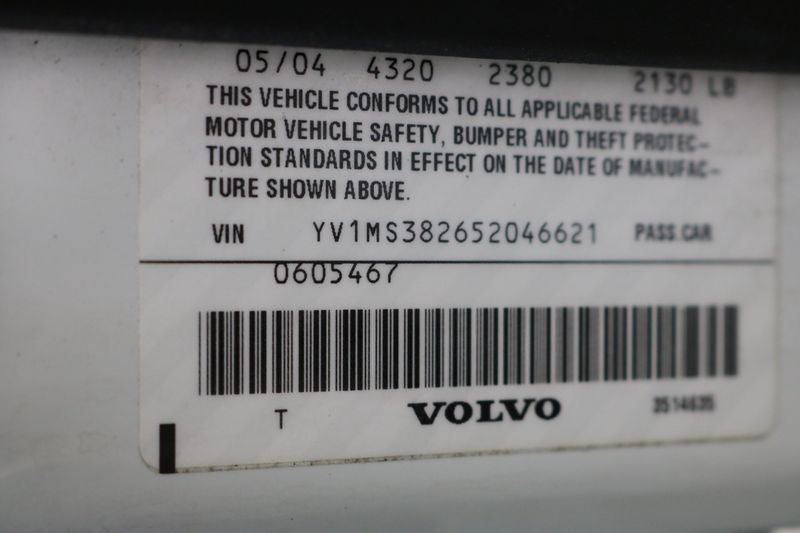 05/04 4320 2380 2130 LB
THIS VEHICLE CONFORMS TO ALL APPLICABLE FEDERAL
MOTOR VEHICLE SAFETY, BUMPER AND THEFT PROTEC-
TION STANDARDS IN EFFECT ON THE DATE OF MANUFAC-
TURE SHOWN ABOVE.
VIN YV1MS382652046621 PASS.CAR
0605467
T VOLVO 3514635